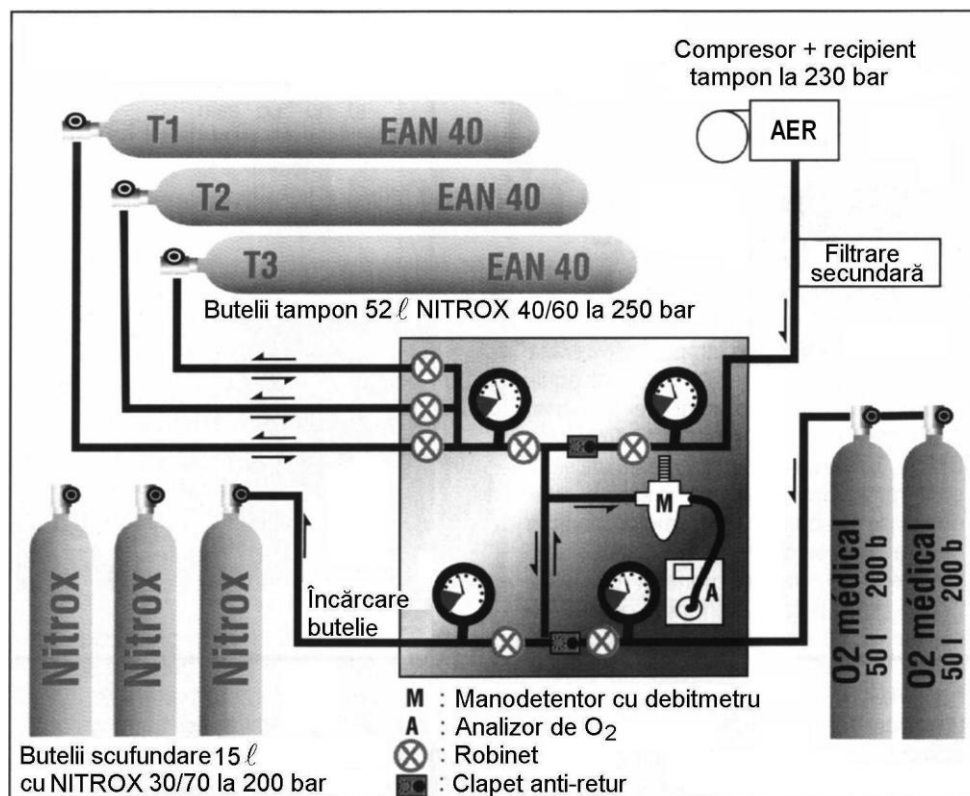 Compresor + recipient
tampon la 230 bar
AER
T1 EAN 40
T2 EAN 40
T3 EAN 40
Filtrare
secundară
Butelii tampon 52 ℓ NITROX 40/60 la 250 bar
M
A
Încărcare
butelie
Nitrox
Nitrox
Nitrox
O2 médical
50 l 200 b
O2 médical
50 l 200 b
M : Manodetentor cu debitmetru
A : Analizor de O₂
: Robinet
: Clapet anti-retur
Butelii scufundare 15 ℓ
cu NITROX 30/70 la 200 bar